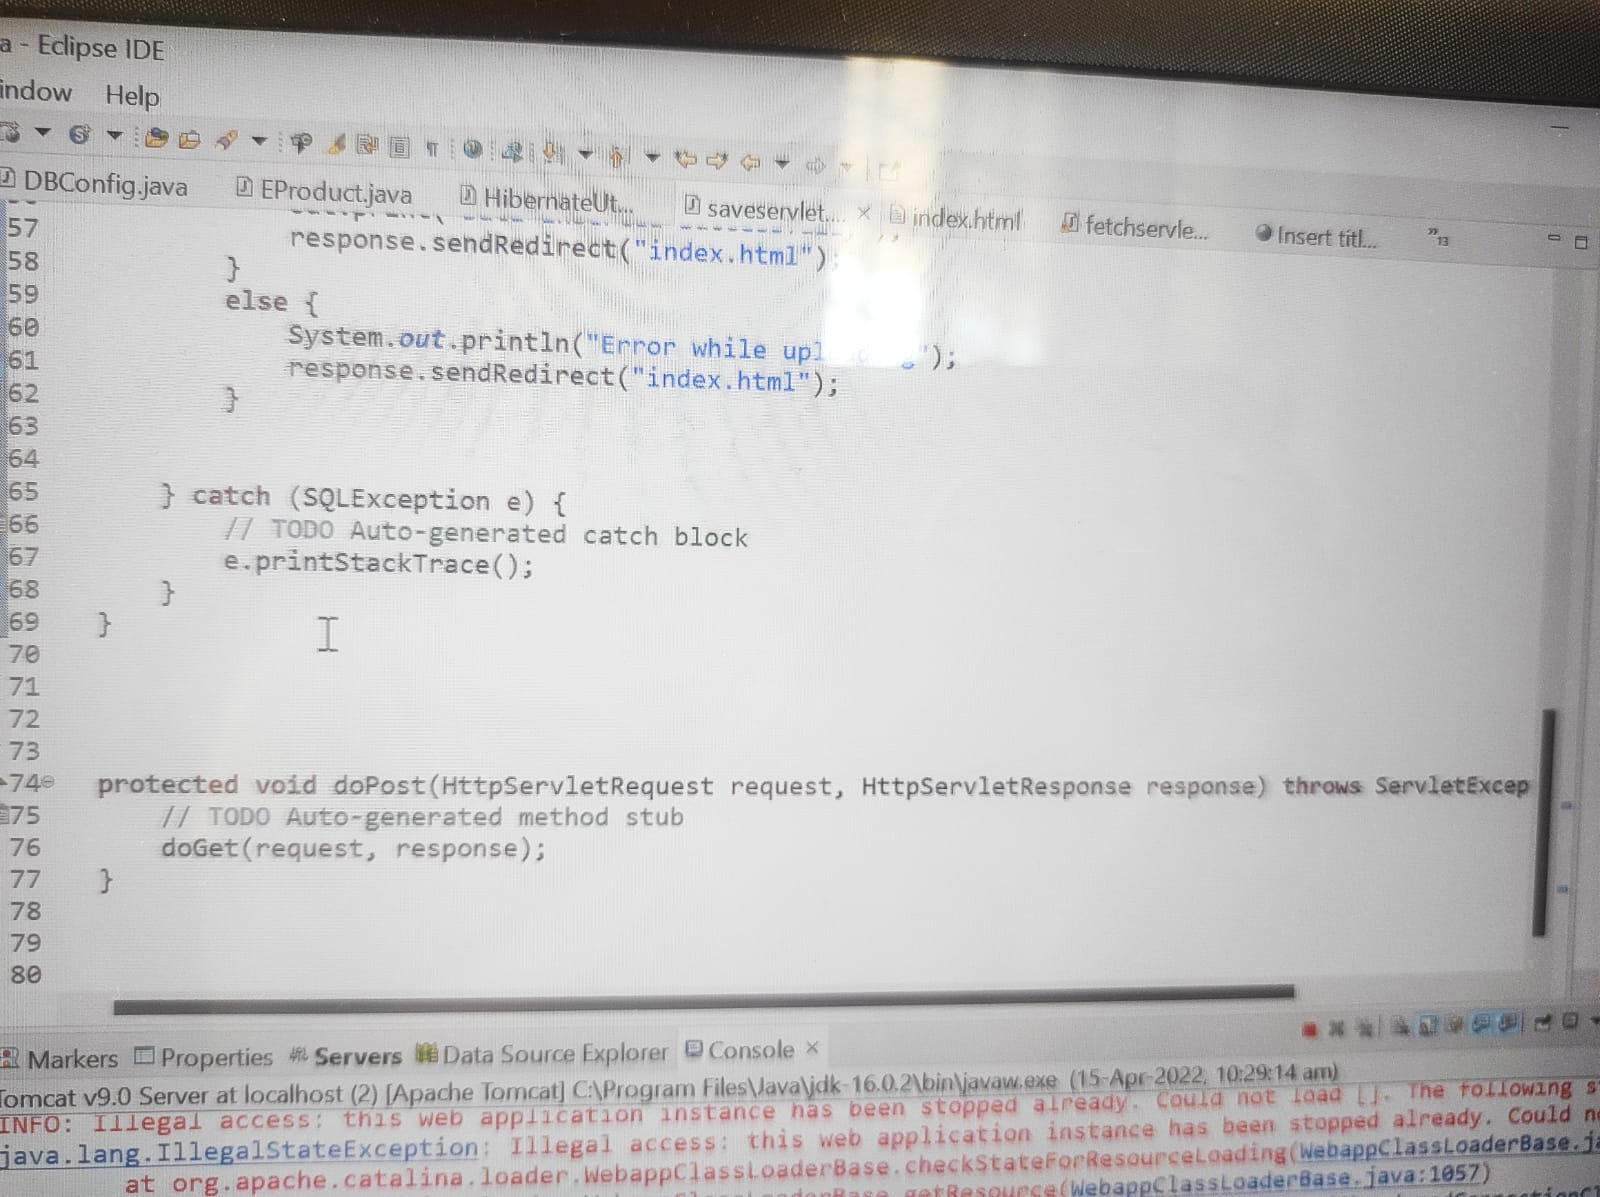 a - Eclipse IDE
indow Help
DBConfig.java EProduct.java HibernateUt... saveservlet.... index.html fetchservle... Insert titl... »13
57 response.sendRedirect("index.html")
58 }
59 else {
60 System.out.println("Error while upl g");
61 response.sendRedirect("index.html");
62 }
63
64
65 } catch (SQLException e) {
66 // TODO Auto-generated catch block
67 e.printStackTrace();
68 }
69 }
70
71
72
73
74 protected void doPost(HttpServletRequest request, HttpServletResponse response) throws ServletExcep
75 // TODO Auto-generated method stub
76 doGet(request, response);
77 }
78
79
80
Markers Properties Servers Data Source Explorer Console ×
Tomcat v9.0 Server at localhost (2) [Apache Tomcat] C:\Program Files\Java\jdk-16.0.2\bin\javaw.exe (15-Apr-2022, 10:29:14 am)
INFO: Illegal access: this web application instance has been stopped already. Could not load []. The following s
java.lang.IllegalStateException: Illegal access: this web application instance has been stopped already. Could n
at org.apache.catalina.loader.WebappClassLoaderBase.checkStateForResourceLoading(WebappClassLoaderBase.ja
getResource(WebappClassLoaderBase.java:1057)